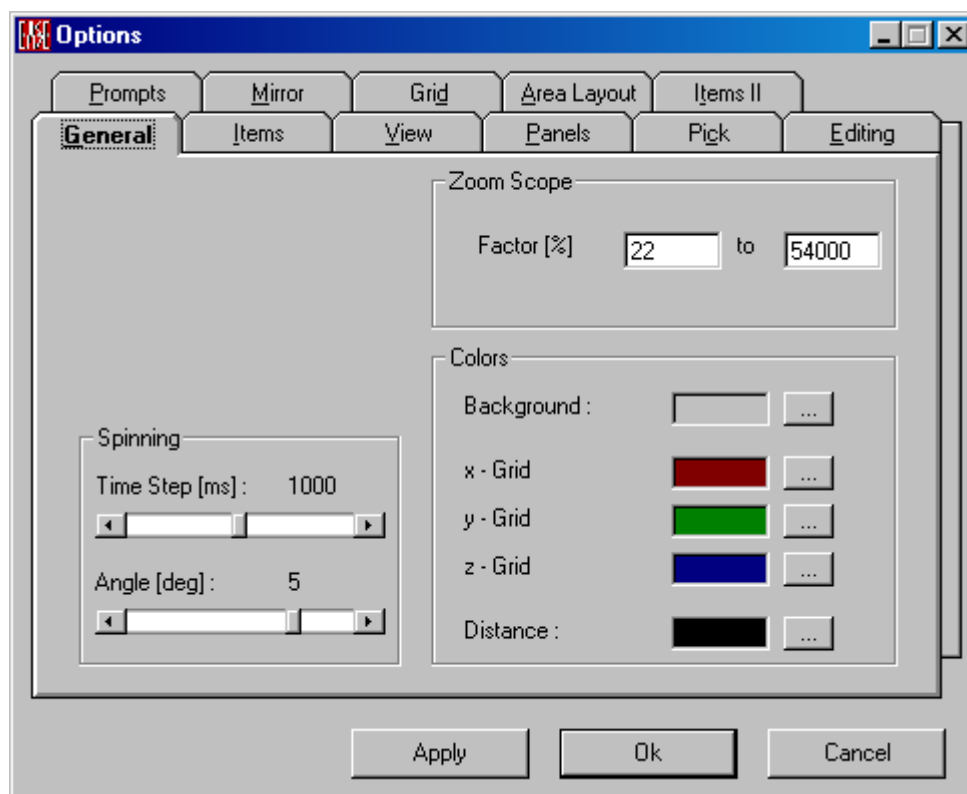 EASE Options
Prompts Mirror Grid Area Layout Items II
General Items View Panels Pick Editing
Zoom Scope
Factor [%] 22 to 54000
Colors
Background : ...
x - Grid ...
y - Grid ...
z - Grid ...
Distance : ...
Spinning
Time Step [ms] : 1000
Angle [deg] : 5
Apply Ok Cancel